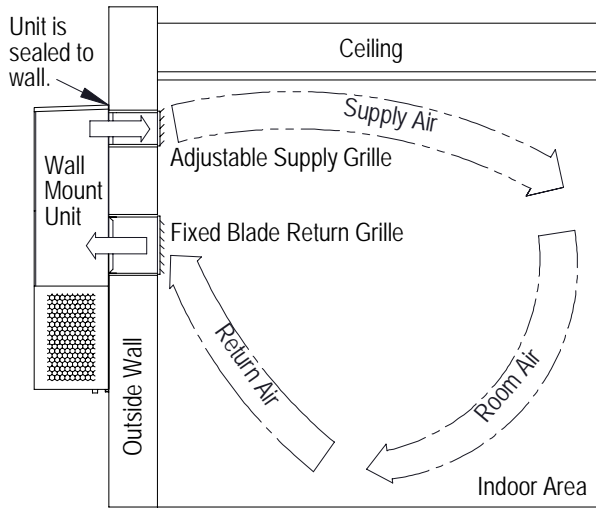 Unit is
sealed to
wall.
Ceiling
Supply Air
Adjustable Supply Grille
Wall
Mount
Unit
Fixed Blade Return Grille
Return Air
Room Air
Outside Wall
Indoor Area